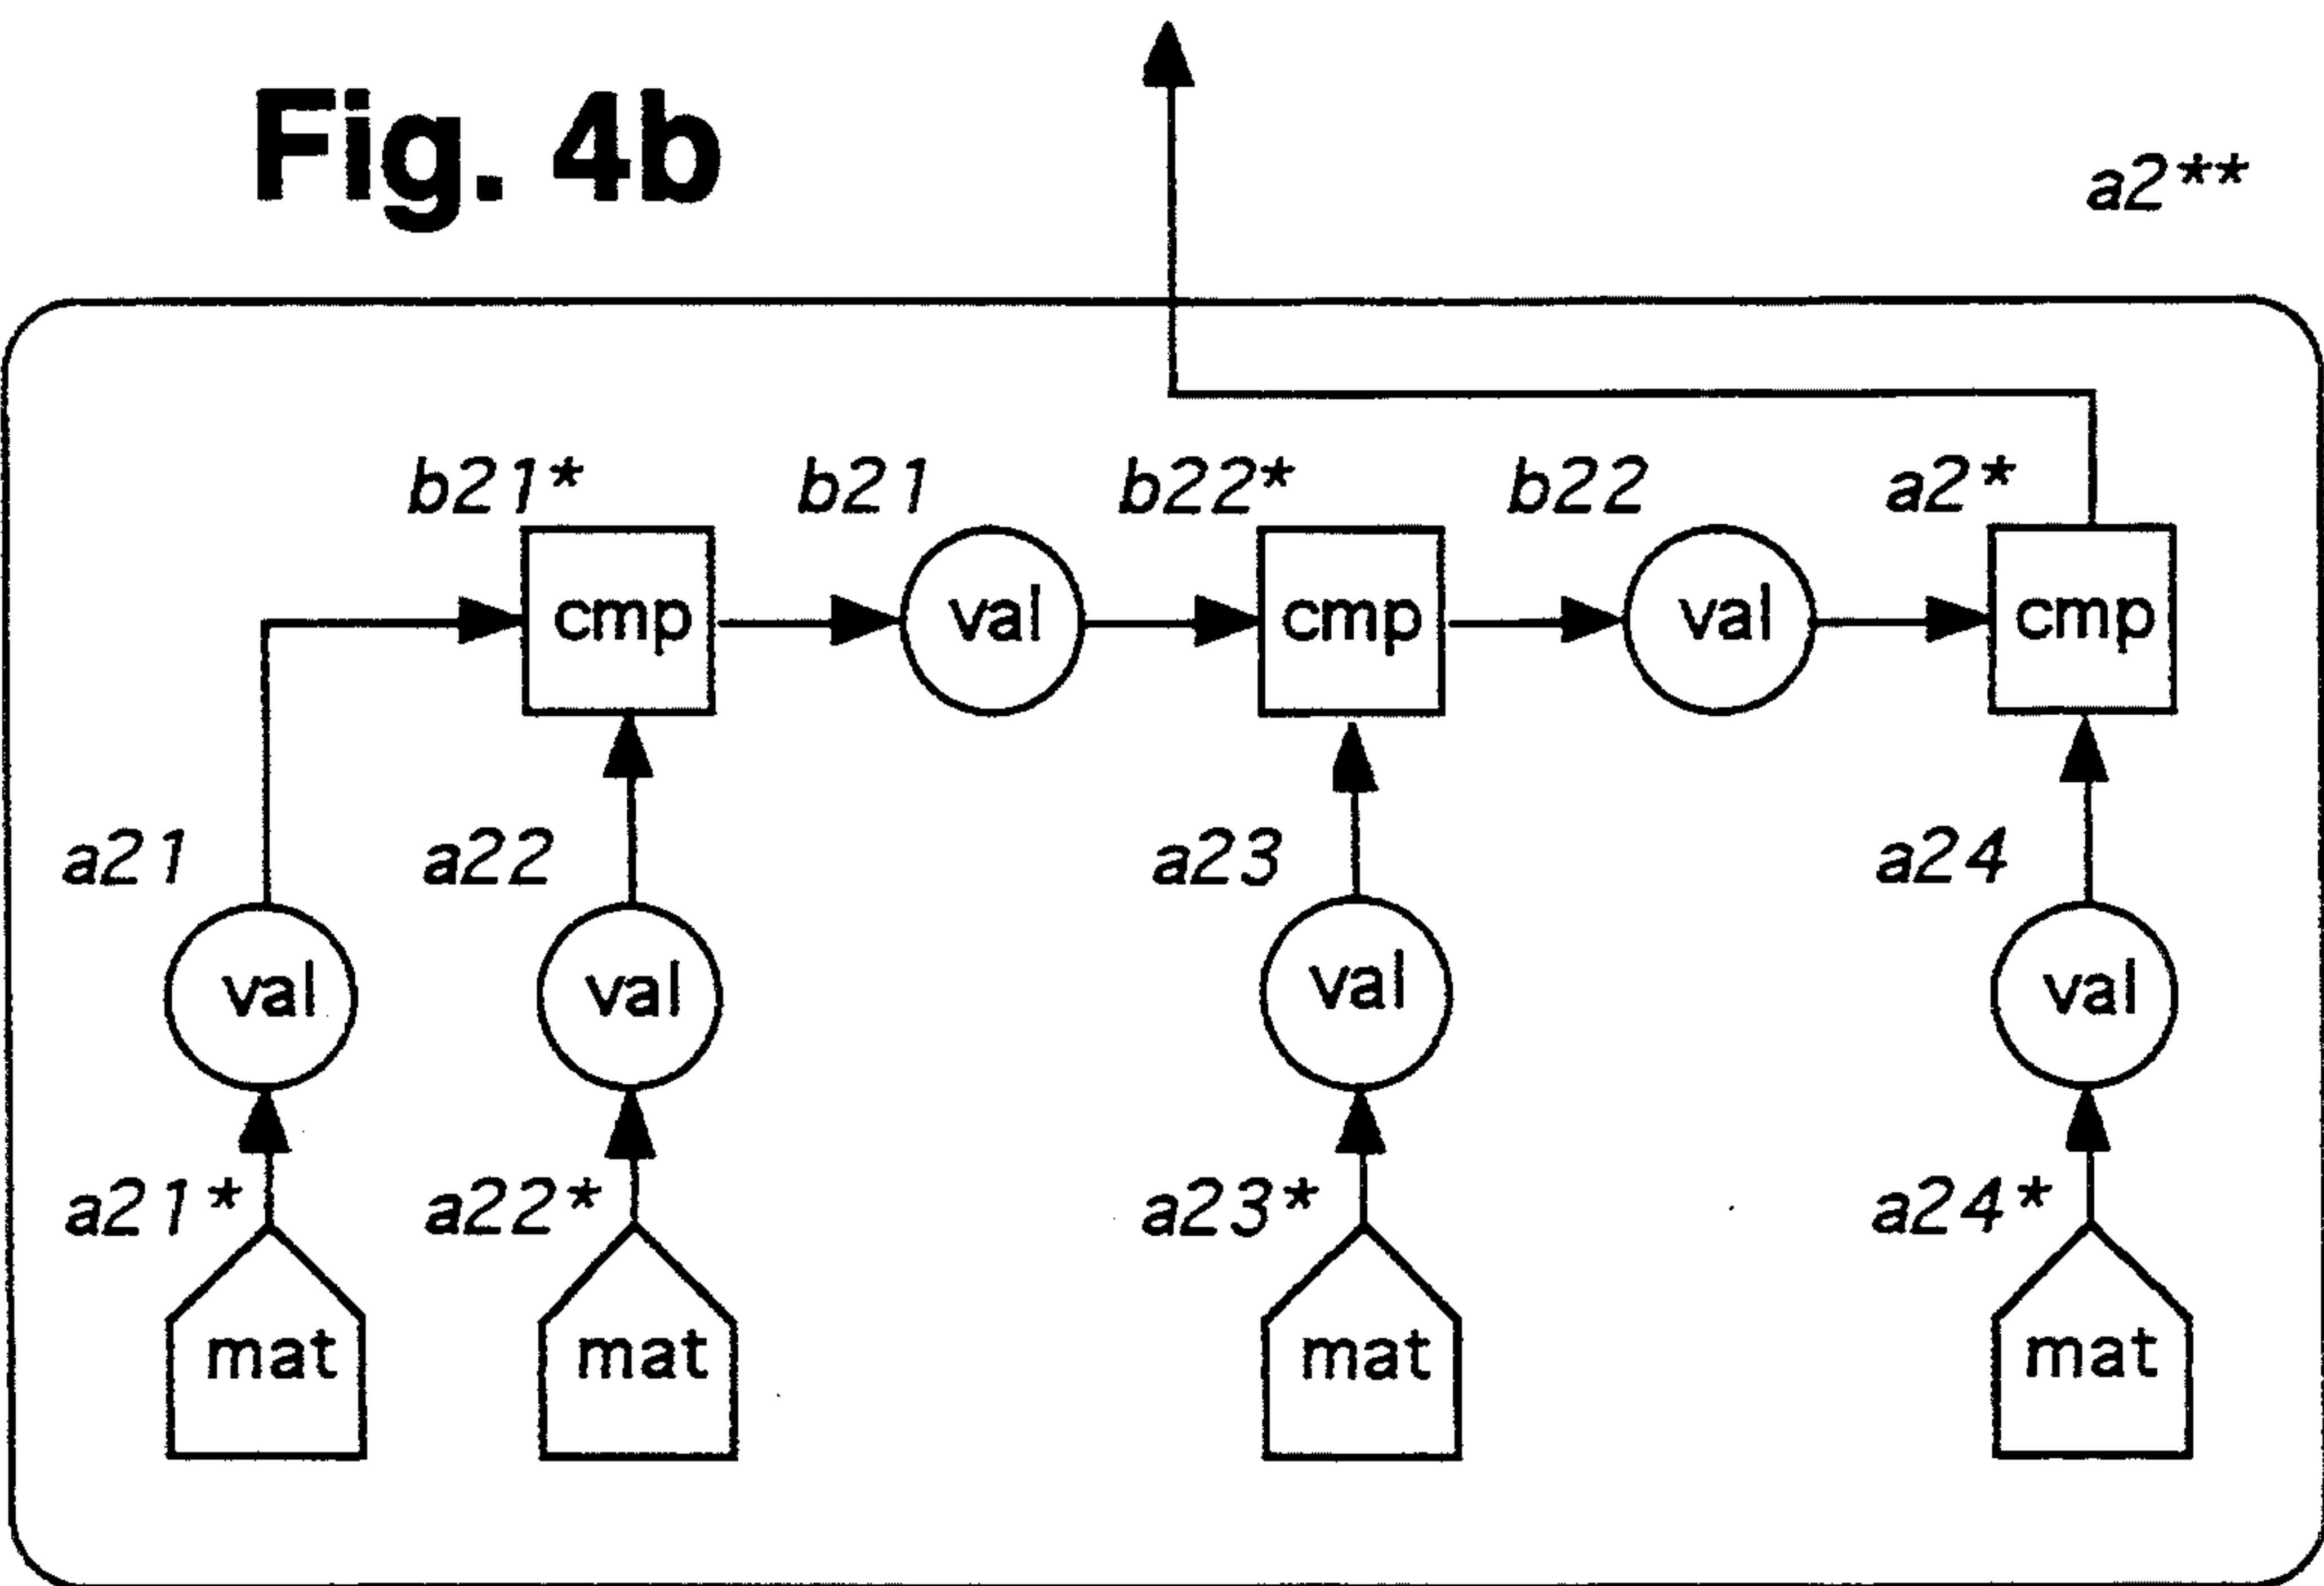 Fig. 4b
a2**
b21* b21 b22* b22 a2*
cmp val cmp val cmp
a21 a22 a23 a24
val val val val
a21* a22* a23* a24*
mat mat mat mat